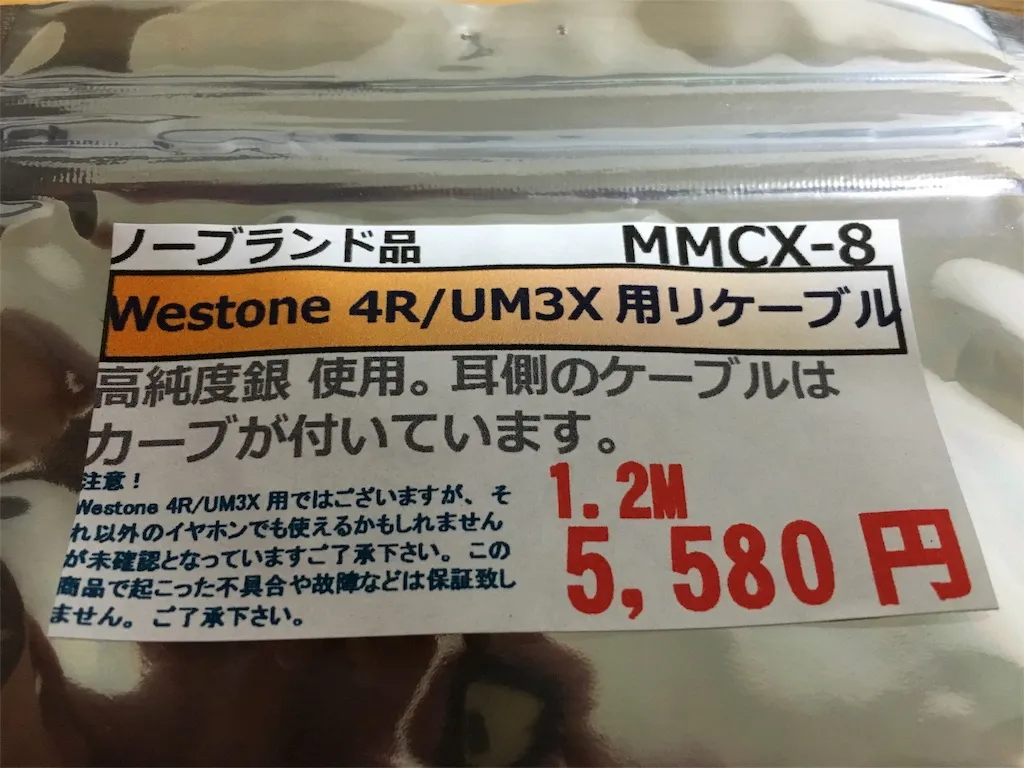 ノーブランド品 MMCX-8
Westone 4R/UM3X 用リケーブル
高純度銀 使用。耳側のケーブルは
カーブが付いています。
注意！
Westone 4R/UM3X 用ではございますが、そ
れ以外のイヤホンでも使えるかもしれません
が未確認となっていますご了承下さい。この
商品で起こった不具合や故障などは保証致し
ません。ご了承下さい。
1.2M
5,580円